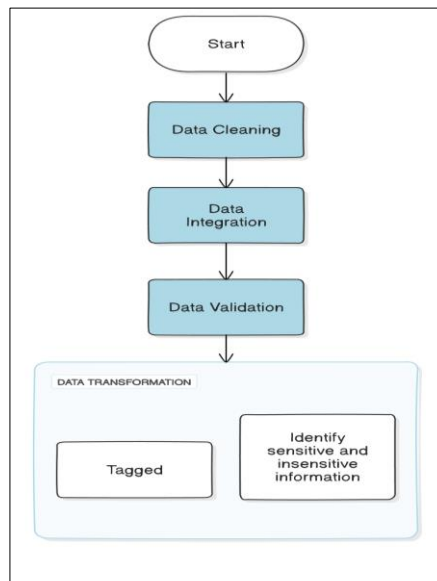 Start
Data Cleaning
Data
Integration
Data Validation
DATA TRANSFORMATION
Tagged
Identify
sensitive and
insensitive
information